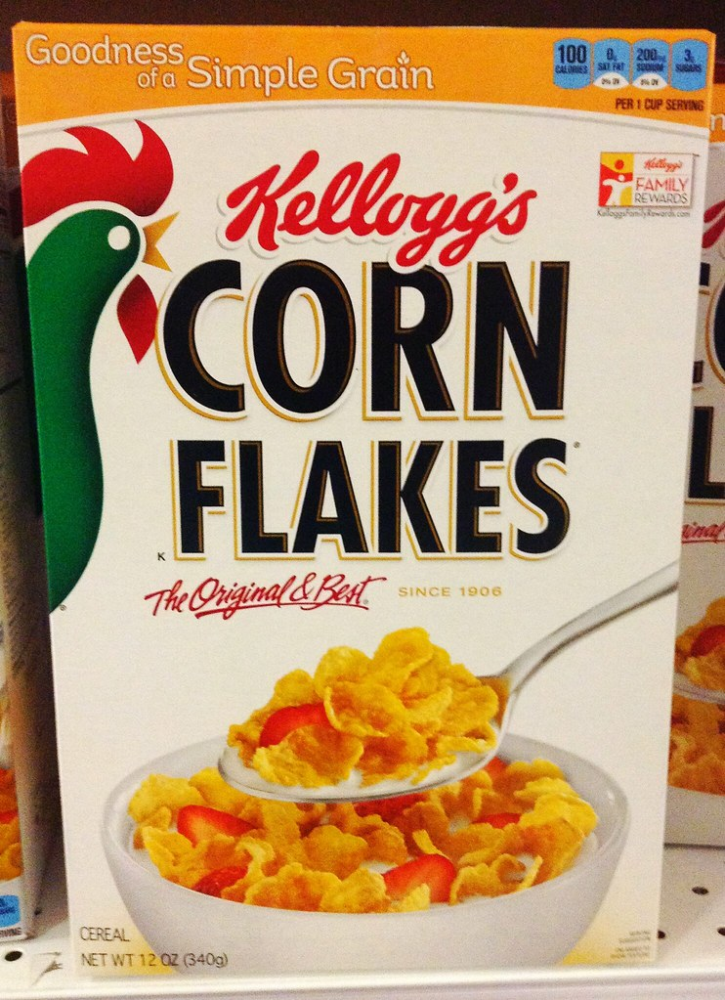 Goodness
of a Simple Grain
100 CALORIES
0g SAT FAT 0% DV
200mg SODIUM 8% DV
3g SUGARS
PER 1 CUP SERVING
Kellogg's
FAMILY
REWARDS
KelloggsFamilyRewards.com
Kellogg's
CORN
FLAKES®
K
The Original & Best®
SINCE 1906
®
CEREAL
NET WT 12 OZ (340g)